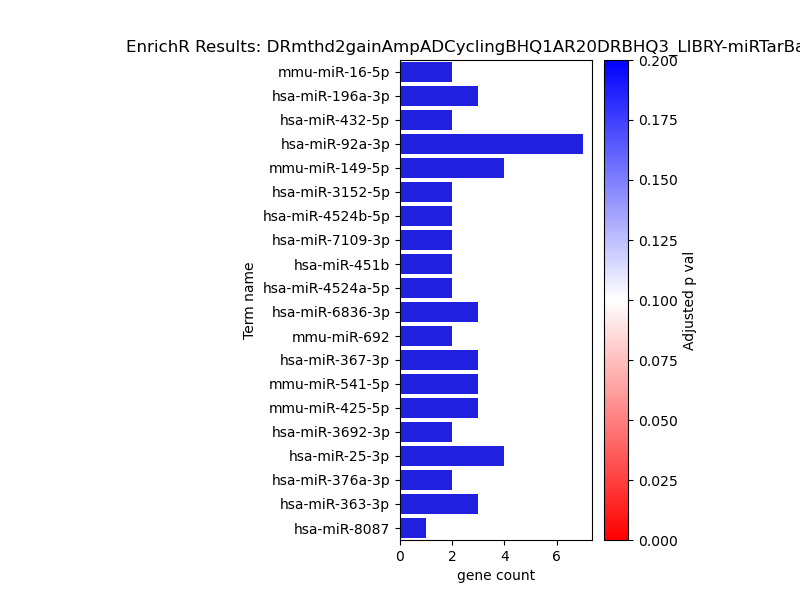 EnrichR Results: DRmthd2gainAmpADCyclingBHQ1AR20DRBHQ3_LIBRY-miRTarBa
mmu-miR-16-5p
hsa-miR-196a-3p
hsa-miR-432-5p
hsa-miR-92a-3p
mmu-miR-149-5p
hsa-miR-3152-5p
hsa-miR-4524b-5p
hsa-miR-7109-3p
hsa-miR-451b
hsa-miR-4524a-5p
hsa-miR-6836-3p
mmu-miR-692
hsa-miR-367-3p
mmu-miR-541-5p
mmu-miR-425-5p
hsa-miR-3692-3p
hsa-miR-25-3p
hsa-miR-376a-3p
hsa-miR-363-3p
hsa-miR-8087
Term name
0 2 4 6
gene count
0.200
0.175
0.150
0.125
0.100
0.075
0.050
0.025
0.000
Adjusted p val